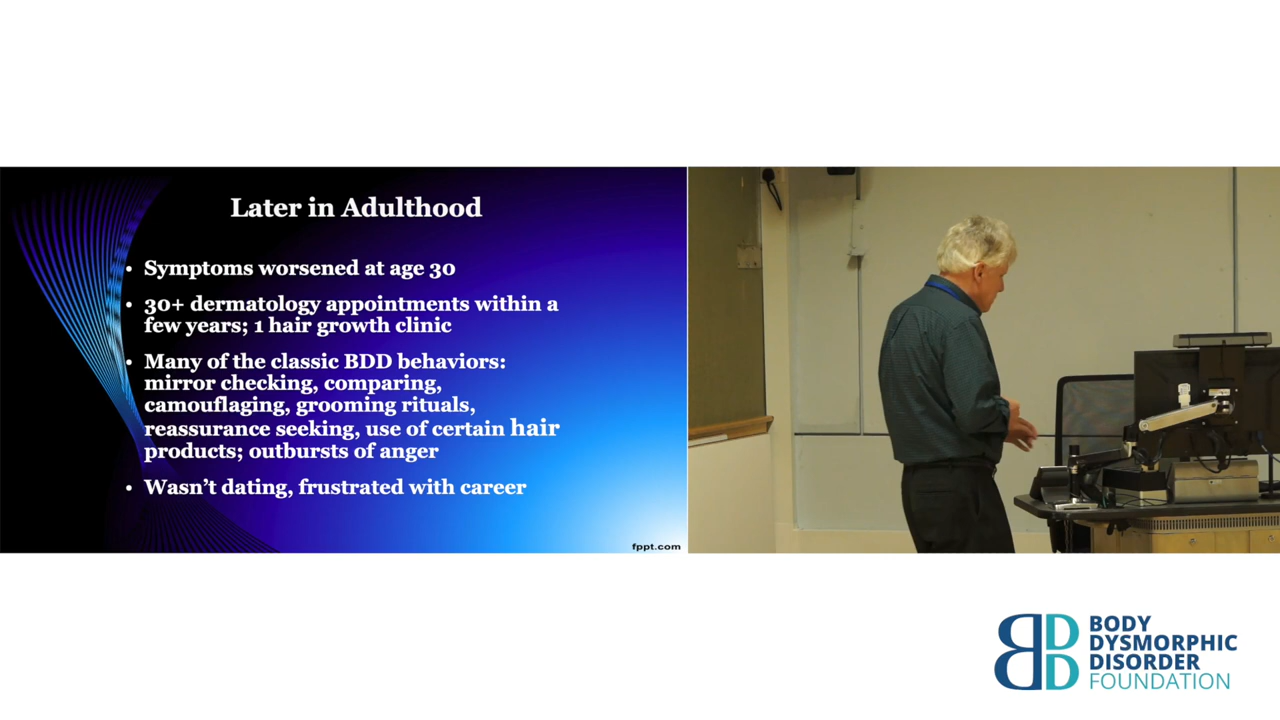 Later in Adulthood
• Symptoms worsened at age 30
• 30+ dermatology appointments within a
few years; 1 hair growth clinic
• Many of the classic BDD behaviors:
mirror checking, comparing,
camouflaging, grooming rituals,
reassurance seeking, use of certain hair
products; outbursts of anger
• Wasn't dating, frustrated with career
fppt.com
BODY
DYSMORPHIC
DISORDER
FOUNDATION